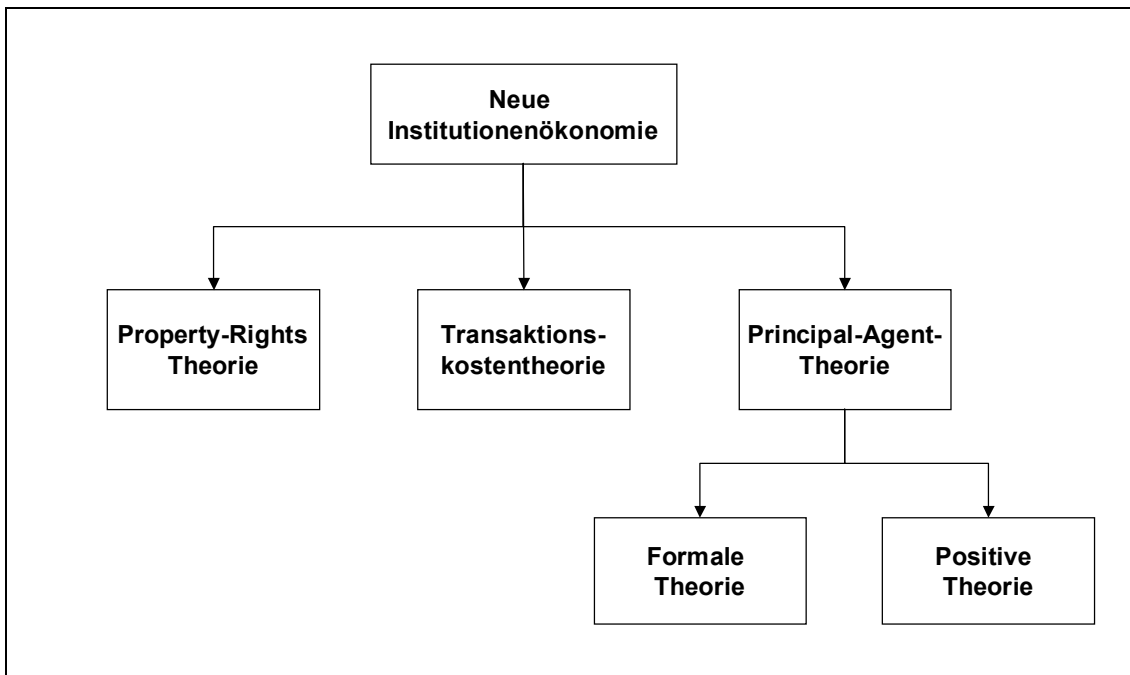 Neue
Institutionenökonomie
Property-Rights
Theorie
Transaktions-
kostentheorie
Principal-Agent-
Theorie
Formale
Theorie
Positive
Theorie